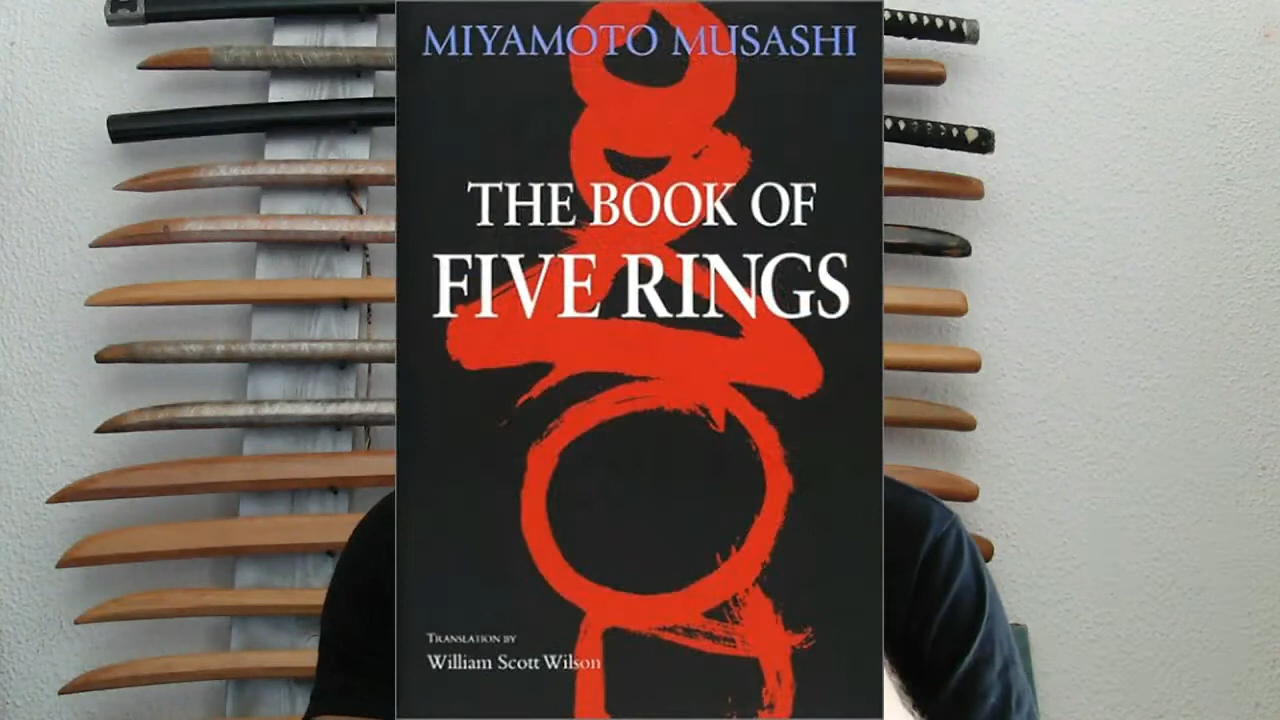 MIYAMOTO MUSASHI
THE BOOK OF
FIVE RINGS
TRANSLATION BY
William Scott Wilson